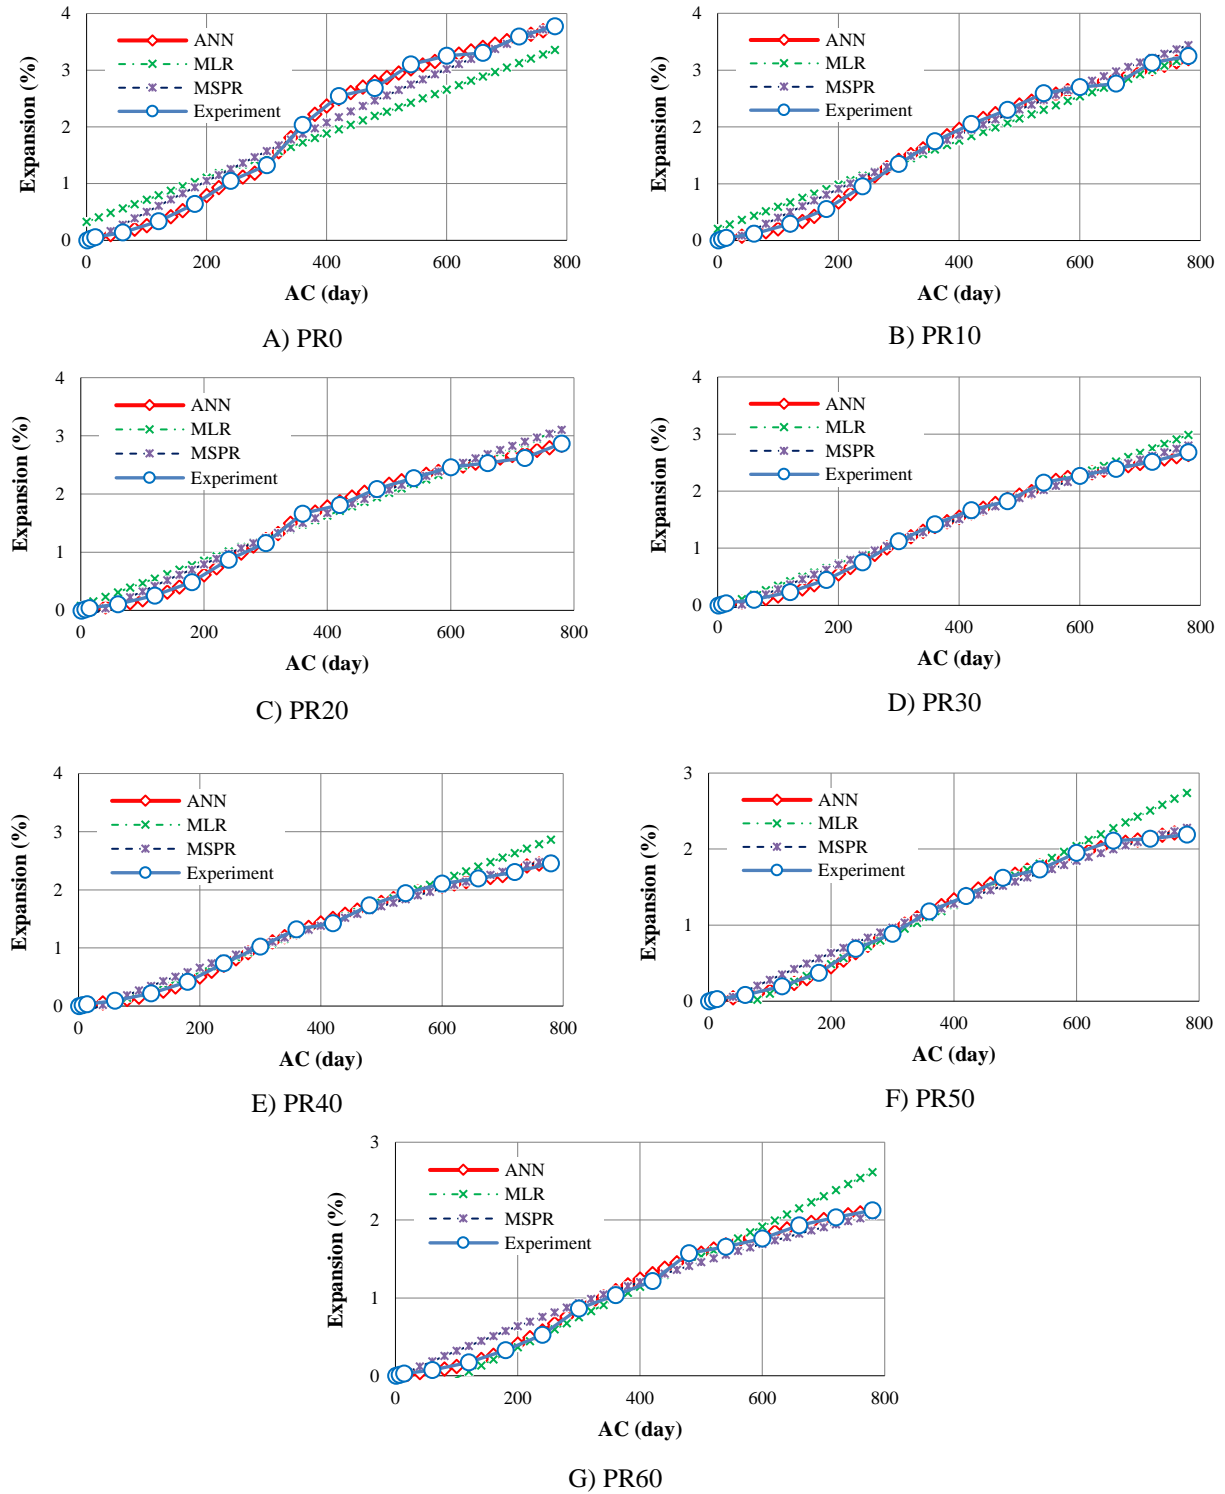 4
3
2
1
0
Expansion (%)
ANN
MLR
MSPR
Experiment
0 200 400 600 800
AC (day)
A) PR0
4
3
2
1
0
Expansion (%)
ANN
MLR
MSPR
Experiment
0 200 400 600 800
AC (day)
B) PR10
4
3
2
1
0
Expansion (%)
ANN
MLR
MSPR
Experiment
0 200 400 600 800
AC (day)
C) PR20
4
3
2
1
0
Expansion (%)
ANN
MLR
MSPR
Experiment
0 200 400 600 800
AC (day)
D) PR30
4
3
2
1
0
Expansion (%)
ANN
MLR
MSPR
Experiment
0 200 400 600 800
AC (day)
E) PR40
3
2
1
0
Expansion (%)
ANN
MLR
MSPR
Experiment
0 200 400 600 800
AC (day)
F) PR50
3
2
1
0
Expansion (%)
ANN
MLR
MSPR
Experiment
0 200 400 600 800
AC (day)
G) PR60